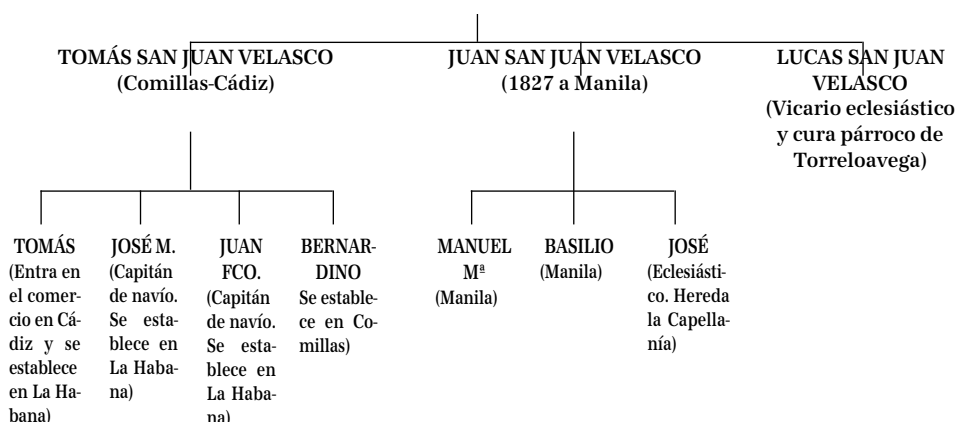 TOMÁS SAN JUAN VELASCO
(Comillas-Cádiz)
JUAN SAN JUAN VELASCO
(1827 a Manila)
LUCAS SAN JUAN
VELASCO
(Vicario eclesiástico
y cura párroco de
Torreloavega)
TOMÁS
(Entra en
el comer-
cio en Cá-
diz y se
establece
en La Ha-
bana)
JOSÉ M.
(Capitán
de navío.
Se esta-
blece en
La Haba-
na)
JUAN
FCO.
(Capitán
de navío.
Se esta-
blece en
La Haba-
na)
BERNAR-
DINO
Se estable-
ce en Co-
millas)
MANUEL
Mª
(Manila)
BASILIO
(Manila)
JOSÉ
(Eclesiásti-
co. Hereda
la Capella-
nía)